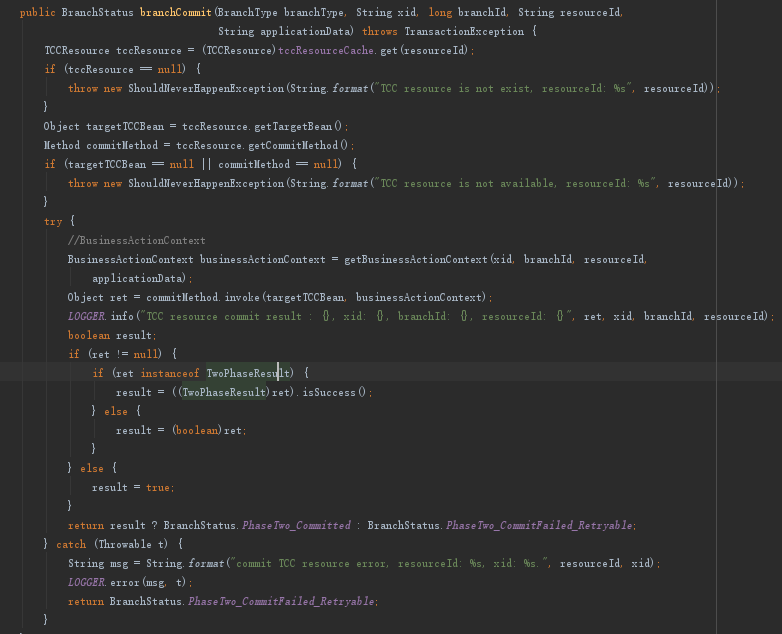 public BranchStatus branchCommit(BranchType branchType, String xid, long branchId, String resourceId,
String applicationData) throws TransactionException {
TCCResource tccResource = (TCCResource)tccResourceCache.get(resourceId);
if (tccResource == null) {
throw new ShouldNeverHappenException(String.format("TCC resource is not exist, resourceId: %s", resourceId));
}
Object targetTCCBean = tccResource.getTargetBean();
Method commitMethod = tccResource.getCommitMethod();
if (targetTCCBean == null || commitMethod == null) {
throw new ShouldNeverHappenException(String.format("TCC resource is not available, resourceId: %s", resourceId));
}
try {
//BusinessActionContext
BusinessActionContext businessActionContext = getBusinessActionContext(xid, branchId, resourceId,
applicationData);
Object ret = commitMethod.invoke(targetTCCBean, businessActionContext);
LOGGER.info("TCC resource commit result : {}, xid: {}, branchId: {}, resourceId: {}", ret, xid, branchId, resourceId);
boolean result;
if (ret != null) {
if (ret instanceof TwoPhaseResult) {
result = ((TwoPhaseResult)ret).isSuccess();
} else {
result = (boolean)ret;
}
} else {
result = true;
}
return result ? BranchStatus.PhaseTwo_Committed : BranchStatus.PhaseTwo_CommitFailed_Retryable;
} catch (Throwable t) {
String msg = String.format("commit TCC resource error, resourceId: %s, xid: %s.", resourceId, xid);
LOGGER.error(msg, t);
return BranchStatus.PhaseTwo_CommitFailed_Retryable;
}